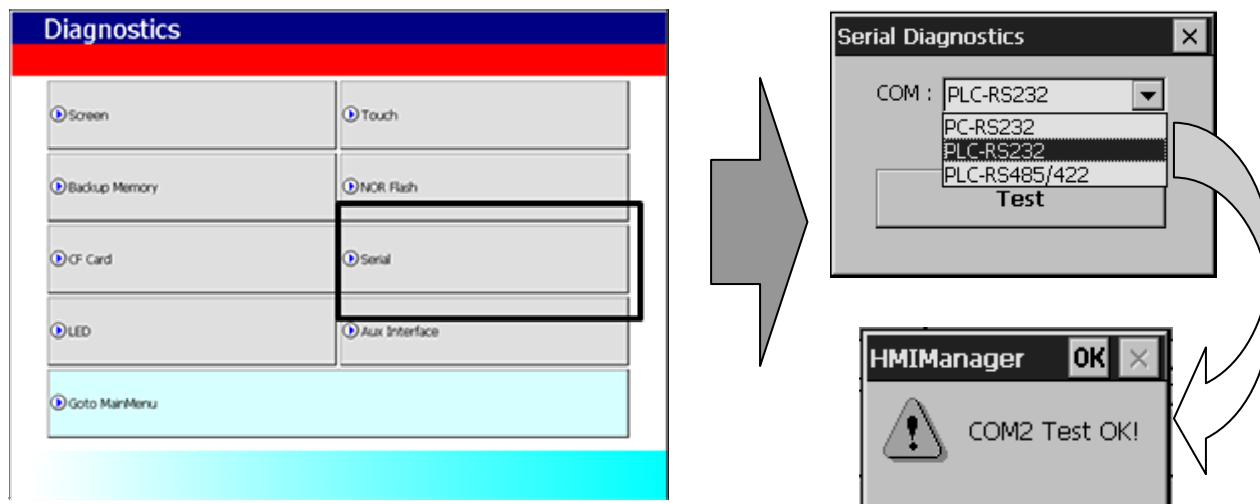 Diagnostics
Screen
Touch
Backup Memory
NOR Flash
CF Card
Serial
LED
Aux Interface
Goto MainMenu
Serial Diagnostics
COM : PLC-RS232
PC-RS232
PLC-RS232
PLC-RS485/422
Test
HMIManager OK
COM2 Test OK!